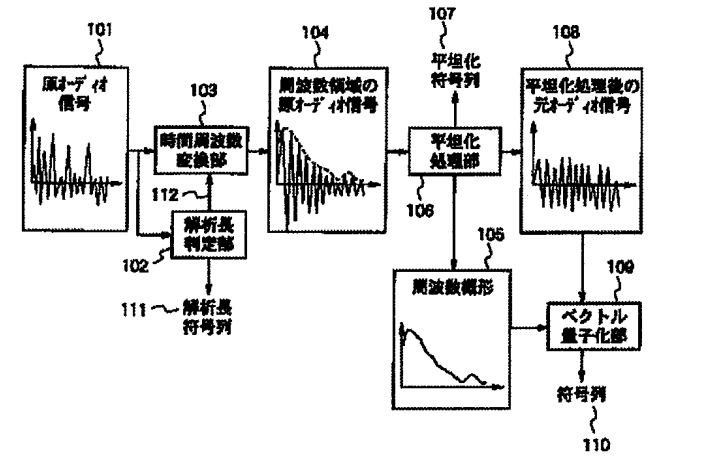 101
原オーディオ
信号
103
時間周波数
変換部
112
解析長
判定部
102
111
解析長
符号列
104
周波数領域の
原オーディオ信号
107
平坦化
符号列
平坦化
処理部
106
108
平坦化処理後の
元オーディオ信号
105
周波数概形
109
ベクトル
量子化部
符号列
110